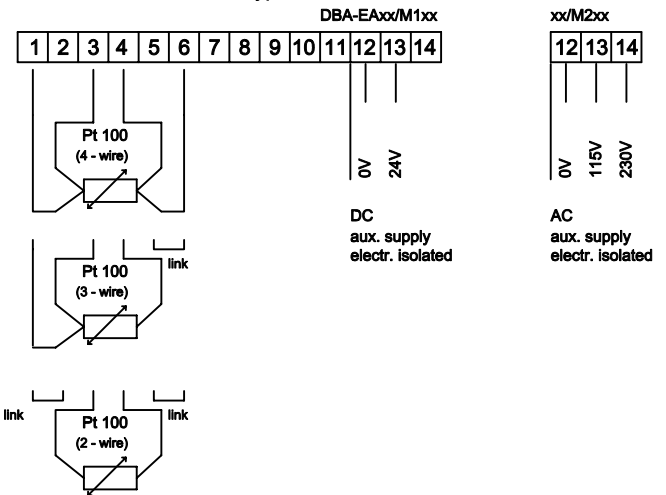 DBA-EAxx/M1xx
xx/M2xx
1 2 3 4 5 6 7 8 9 10 11 12 13 14
12 13 14
Pt 100
(4 - wire)
0V
24V
0V
115V
230V
DC
aux. supply
electr. isolated
AC
aux. supply
electr. isolated
link
Pt 100
(3 - wire)
link
link
Pt 100
(2 - wire)